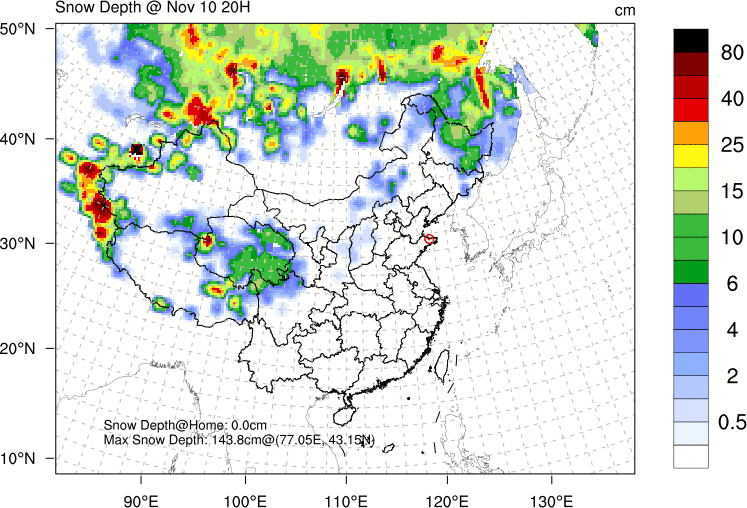 Snow Depth @ Nov 10 20H
cm
50°N
40°N
30°N
20°N
10°N
80
40
25
15
10
6
4
2
0.5
Snow Depth@Home: 0.0cm
Max Snow Depth: 143.8cm@(77.05E, 43.15N)
90°E 100°E 110°E 120°E 130°E